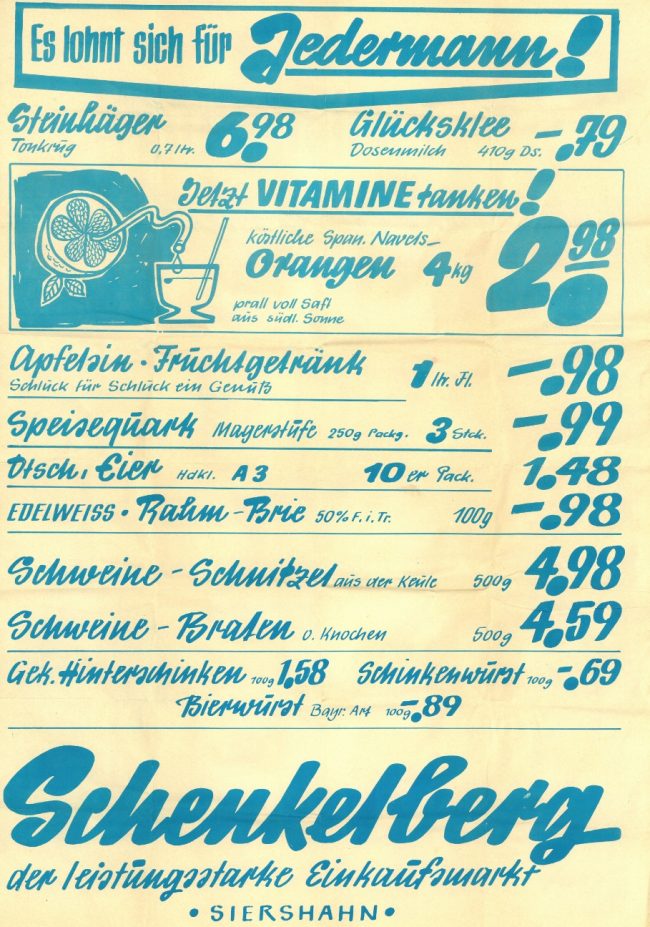 Es lohnt sich für Jedermann!
Steinhäger 6.98 Glücksklee -.79
Tonkrug 0,7 ltr. Dosenmilch 410g Ds.
Jetzt VITAMINE tanken!
köstliche Span. Navels-
Orangen 4 kg 2.98
prall voll Saft
aus südl. Sonne
Apfelsin · Fruchtgetränk 1 ltr. Fl. -.98
Schluck für Schluck ein Genuß
Speisequark Magerstufe 250g Packg. 3 Stck. -.99
Dtsch. Eier Hdkl. A 3 10 er Pack. 1.48
EDELWEISS · Rahm-Brie 50% F. i. Tr. 100g -.98
Schweine-Schnitzel aus der Keule 500g 4.98
Schweine-Braten o. Knochen 500g 4.59
Gek. Hinterschinken 100g 1.58 Schinkenwurst 100g -.69
Bierwurst Bayr. Art 100g -.89
Schenkelberg
der leistungsstarke Einkaufsmarkt
• SIERSHAHN •